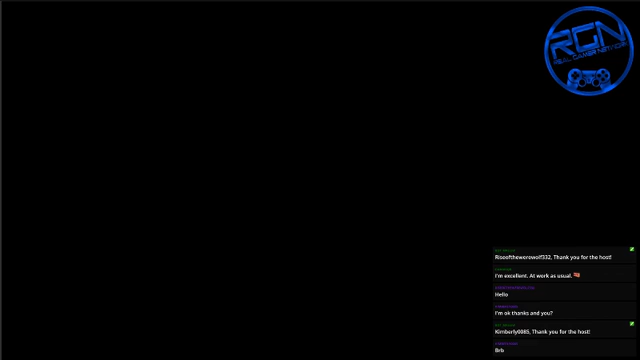 RGN
REAL GAMER NETWORK
Riseofthewerewolf332, Thank you for the host!
I'm excellent. At work as usual.
Hello
I'm ok thanks and you?
Kimberly0065, Thank you for the host!
Brb